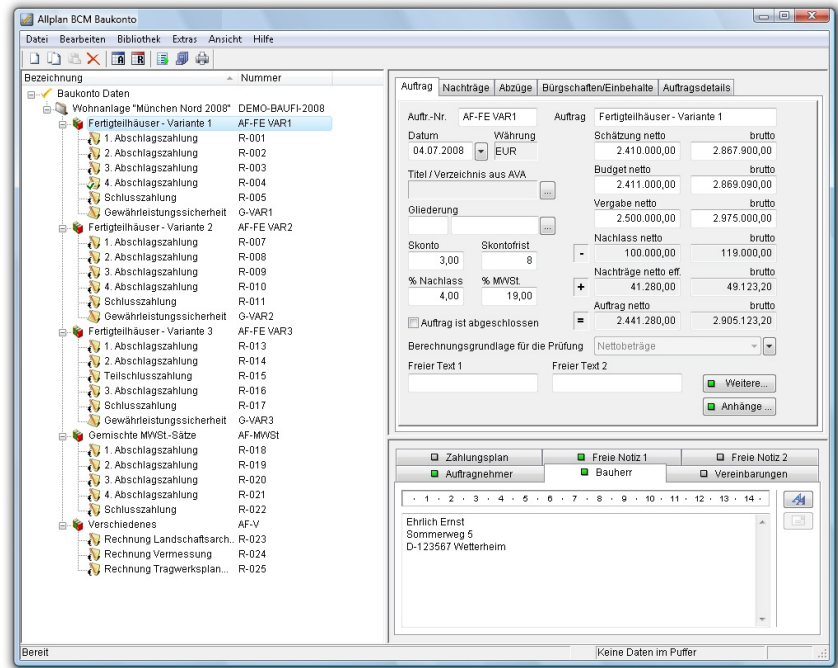 Allplan BCM Baukonto
Datei Bearbeiten Bibliothek Extras Ansicht Hilfe
Bezeichnung Nummer
Baukonto Daten
Wohnanlage "München Nord 2008" DEMO-BAUFI-2008
Fertigteilhäuser - Variante 1 AF-FE VAR1
1. Abschlagszahlung R-001
2. Abschlagszahlung R-002
3. Abschlagszahlung R-003
4. Abschlagszahlung R-004
Schlusszahlung R-005
Gewährleistungssicherheit G-VAR1
Fertigteilhäuser - Variante 2 AF-FE VAR2
1. Abschlagszahlung R-007
2. Abschlagszahlung R-008
3. Abschlagszahlung R-009
4. Abschlagszahlung R-010
Schlusszahlung R-011
Gewährleistungssicherheit G-VAR2
Fertigteilhäuser - Variante 3 AF-FE VAR3
1. Abschlagszahlung R-013
2. Abschlagszahlung R-014
Teilschlusszahlung R-015
3. Abschlagszahlung R-016
Schlusszahlung R-017
Gewährleistungssicherheit G-VAR3
Gemischte MWSt.-Sätze AF-MWSt
1. Abschlagszahlung R-018
2. Abschlagszahlung R-019
3. Abschlagszahlung R-020
4. Abschlagszahlung R-021
Schlusszahlung R-022
Verschiedenes AF-V
Rechnung Landschaftsarch.. R-023
Rechnung Vermessung R-024
Rechnung Tragwerksplan... R-025
Auftrag Nachträge Abzüge Bürgschaften/Einbehalte Auftragsdetails
Auftr.-Nr. AF-FE VAR1 Auftrag Fertigteilhäuser - Variante 1
Datum Währung Schätzung netto brutto
04.07.2008 EUR 2.410.000,00 2.867.900,00
Titel / Verzeichnis aus AVA Budget netto brutto
... 2.411.000,00 2.869.090,00
Gliederung Vergabe netto brutto
... 2.500.000,00 2.975.000,00
Skonto Skontofrist Nachlass netto brutto
3,00 8 - 100.000,00 119.000,00
% Nachlass % MWSt. Nachträge netto eff. brutto
4,00 19,00 + 41.280,00 49.123,20
Auftrag netto brutto
Auftrag ist abgeschlossen = 2.441.280,00 2.905.123,20
Berechnungsgrundlage für die Prüfung Nettobeträge
Freier Text 1 Freier Text 2
Weitere...
Anhänge ...
Zahlungsplan Freie Notiz 1 Freie Notiz 2
Auftragnehmer Bauherr Vereinbarungen
· 1 · 2 · 3 · 4 · 5 · 6 · 7 · 8 · 9 · 10 · 11 · 12 · 13 · 14 ·
Ehrlich Ernst
Sommerweg 5
D-123567 Wetterheim
Bereit Keine Daten im Puffer